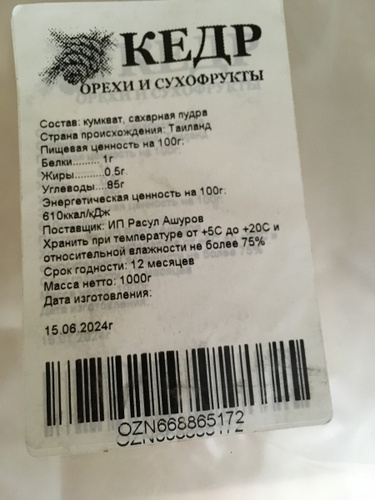 КЕДР
ОРЕХИ И СУХОФРУКТЫ
Состав: кумкват, сахарная пудра
Страна происхождения: Таиланд
Пищевая ценность на 100г:
Белки......... 1г
Жиры..........0.5г.
Углеводы....85г
Энергетическая ценность на 100г:
610ккал/кДж
Поставщик: ИП Расул Ашуров
Хранить при температуре от +5С до +20С и
относительной влажности не более 75%
Срок годности: 12 месяцев
Масса нетто: 1000г
Дата изготовления:
15.06.2024г
OZN668865172